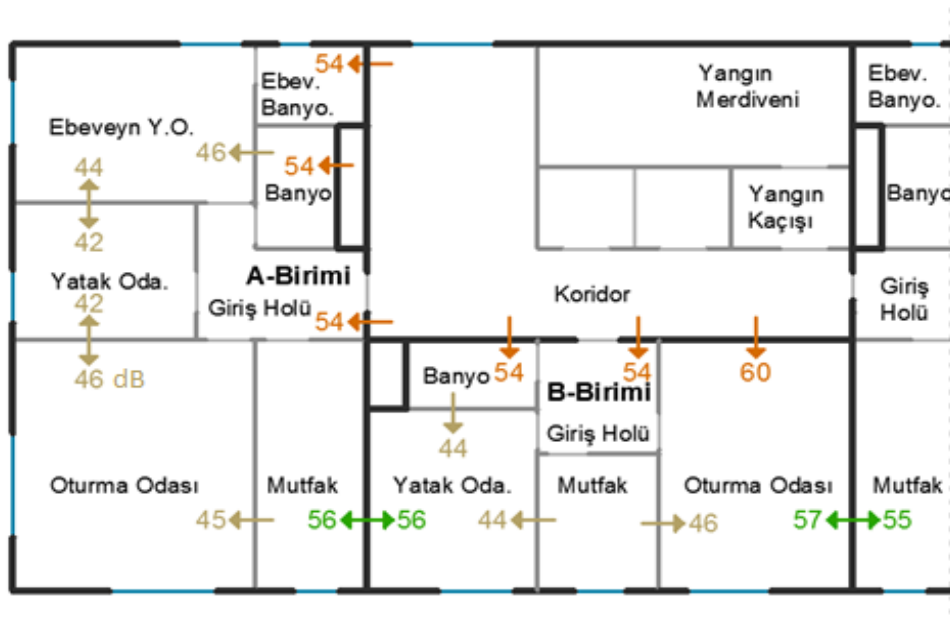 54
Ebev.
Banyo.
Yangın
Merdiveni
Ebev.
Banyo.
Ebeveyn Y.O.
46
44
54
Banyo
Yangın
Kaçışı
Banyo
42
Yatak Oda.
42
A-Birimi
Giriş Holü
54
Koridor
Giriş
Holü
46 dB
Banyo
54
54
60
B-Birimi
Giriş Holü
44
Oturma Odası
Mutfak
Yatak Oda.
Mutfak
Oturma Odası
Mutfak
45
56
56
44
46
57
55